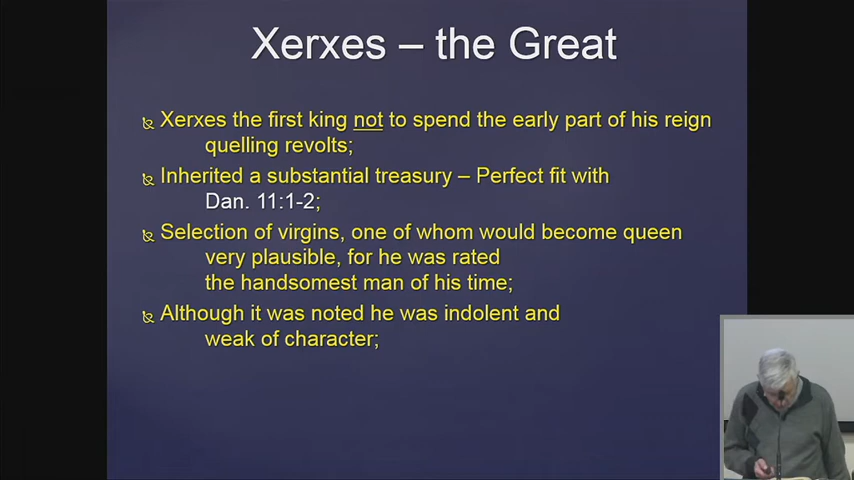 Xerxes – the Great
Xerxes the first king not to spend the early part of his reign
quelling revolts;
Inherited a substantial treasury – Perfect fit with
Dan. 11:1-2;
Selection of virgins, one of whom would become queen
very plausible, for he was rated
the handsomest man of his time;
Although it was noted he was indolent and
weak of character;